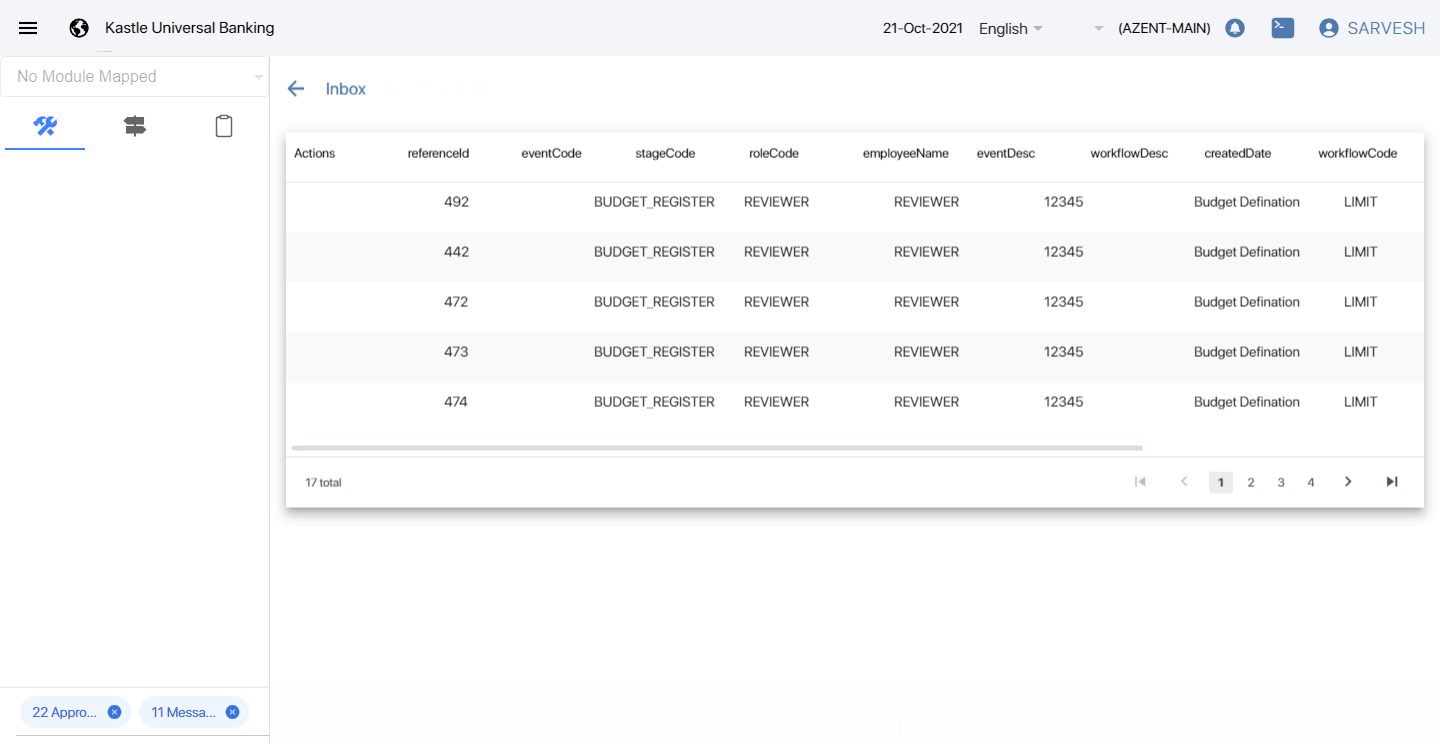 Kastle Universal Banking 21-Oct-2021 English (AZENT-MAIN) SARVESH
No Module Mapped
Inbox
Actions referenceId eventCode stageCode roleCode employeeName eventDesc workflowDesc createdDate workflowCode
492 BUDGET_REGISTER REVIEWER REVIEWER 12345 Budget Defination LIMIT
442 BUDGET_REGISTER REVIEWER REVIEWER 12345 Budget Defination LIMIT
472 BUDGET_REGISTER REVIEWER REVIEWER 12345 Budget Defination LIMIT
473 BUDGET_REGISTER REVIEWER REVIEWER 12345 Budget Defination LIMIT
474 BUDGET_REGISTER REVIEWER REVIEWER 12345 Budget Defination LIMIT
17 total 1 2 3 4
22 Appro... 11 Messa...